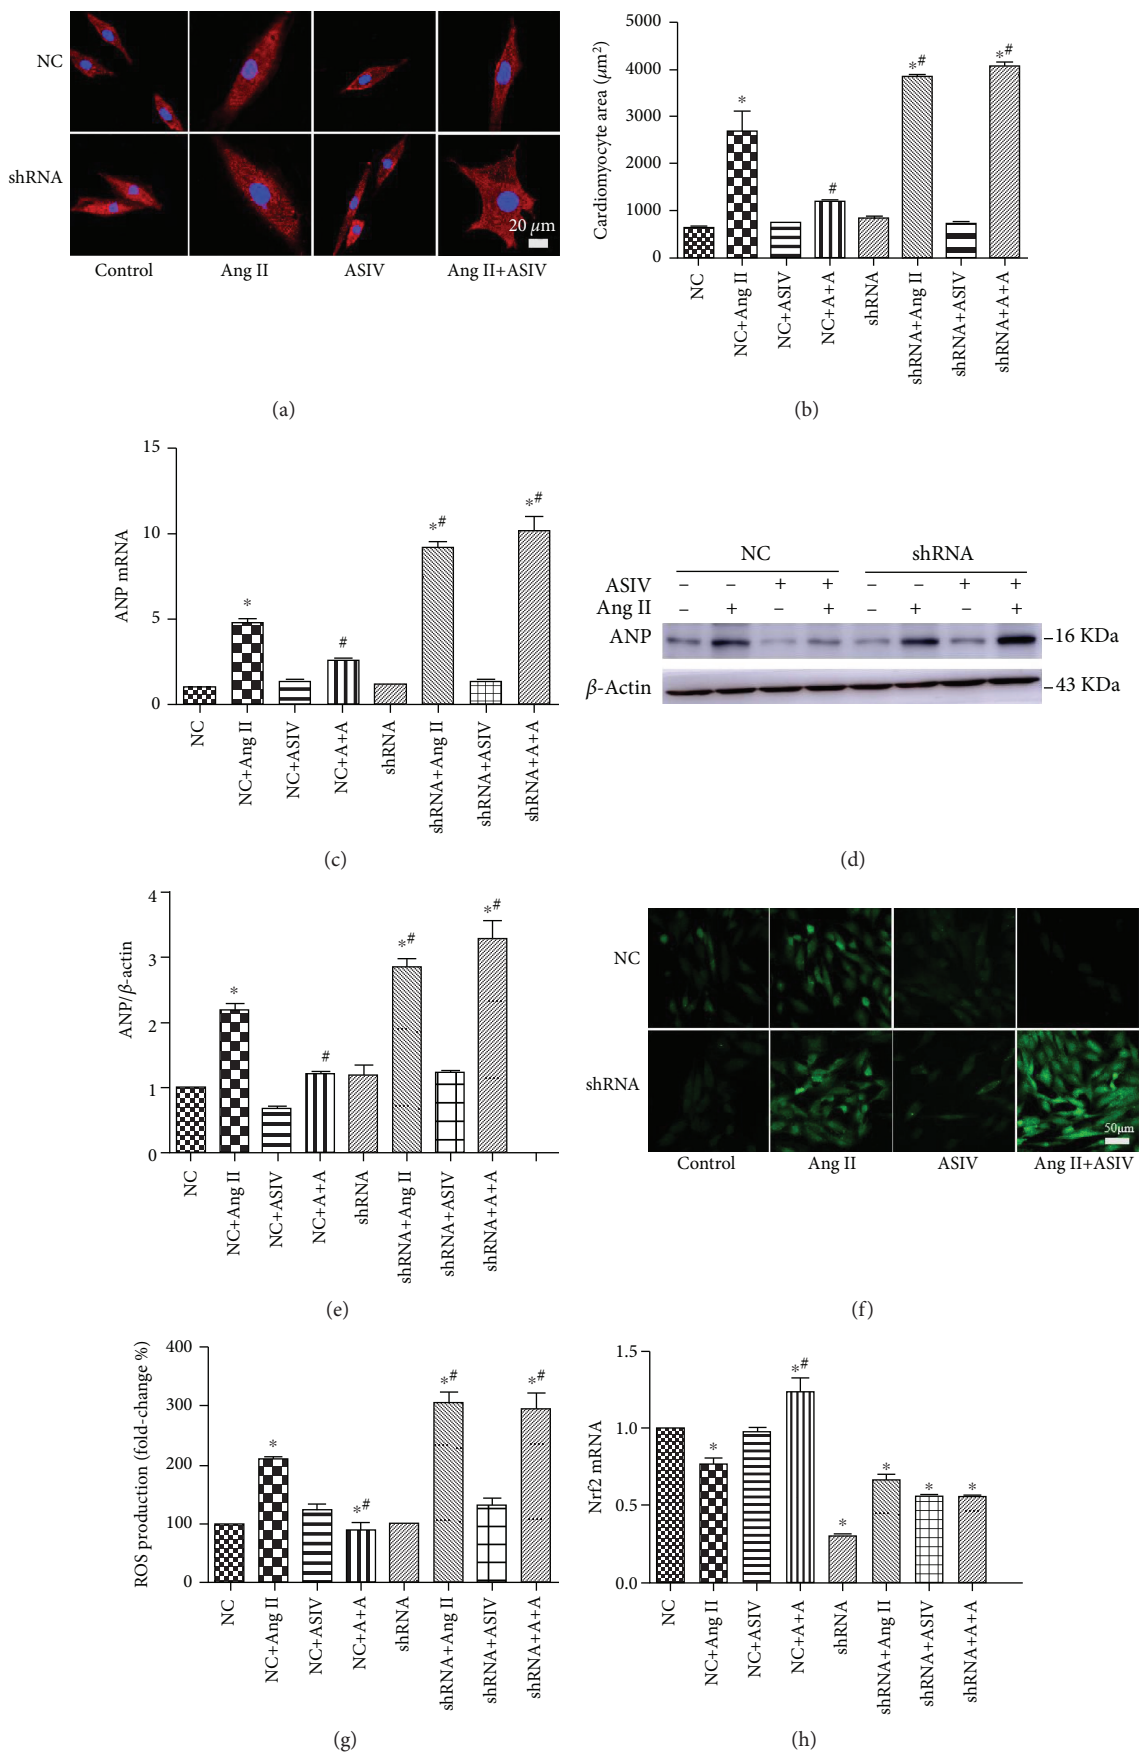 NC
shRNA
20 μm
Control Ang II ASIV Ang II+ASIV
(a)
Cardiomyocyte area (μm²)
5000
4000
3000
4000
1000
0
* # *# *#
NC NC+Ang II NC+ASIV NC+A+A shRNA shRNA+Ang II shRNA+ASIV shRNA+A+A
(b)
ANP mRNA
15
10
5
0
* # *# *#
NC NC+Ang II NC+ASIV NC+A+A shRNA shRNA+Ang II shRNA+ASIV shRNA+A+A
(c)
NC shRNA
ASIV – – + + – – + +
Ang II – + – + – + – +
ANP –16 KDa
β-Actin –43 KDa
(d)
ANP/β-actin
4
3
2
1
0
* # *# *#
NC NC+Ang II NC+ASIV NC+A+A shRNA shRNA+Ang II shRNA+ASIV shRNA+A+A
(e)
NC
shRNA
50μm
Control Ang II ASIV Ang II+ASIV
(f)
ROS production (fold-change %)
400
300
200
100
0
* *# *# *#
NC NC+Ang II NC+ASIV NC+A+A shRNA shRNA+Ang II shRNA+ASIV shRNA+A+A
(g)
Nrf2 mRNA
1.5
1.0
0.5
0.0
* *# * * * *
NC NC+Ang II NC+ASIV NC+A+A shRNA shRNA+Ang II shRNA+ASIV shRNA+A+A
(h)